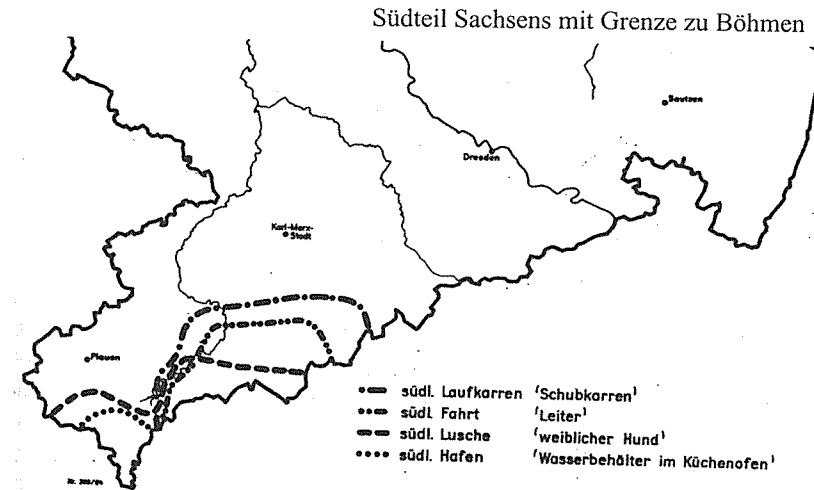 Südteil Sachsens mit Grenze zu Böhmen
Bautzen
Dresden
Karl-Marx-
Stadt
Plauen
südl. Laufkarren 'Schubkarren'
südl. Fahrt 'Leiter'
südl. Lusche 'weiblicher Hund'
südl. Hafen 'Wasserbehälter im Küchenofen'